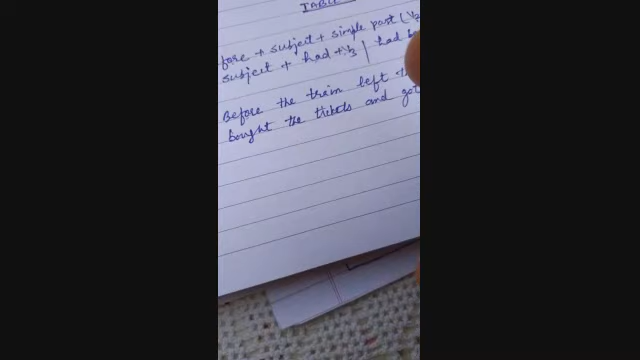 TABLE
fore + subject + simple past (V2
subject + had + V3 | had b
Before the train left
bought the tickets and got